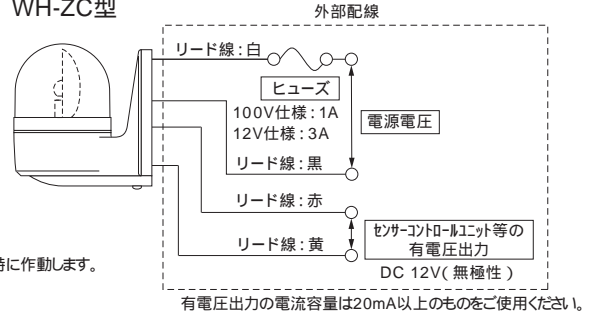 WH-ZC型
外部配線
リード線:白
ヒューズ
100V仕様:1A
12V仕様:3A
電源電圧
リード線:黒
リード線:赤
リード線:黄
センサーコントロールユニット等の
有電圧出力
DC 12V(無極性)
時に作動します。
有電圧出力の電流容量は20mA以上のものをご使用ください。